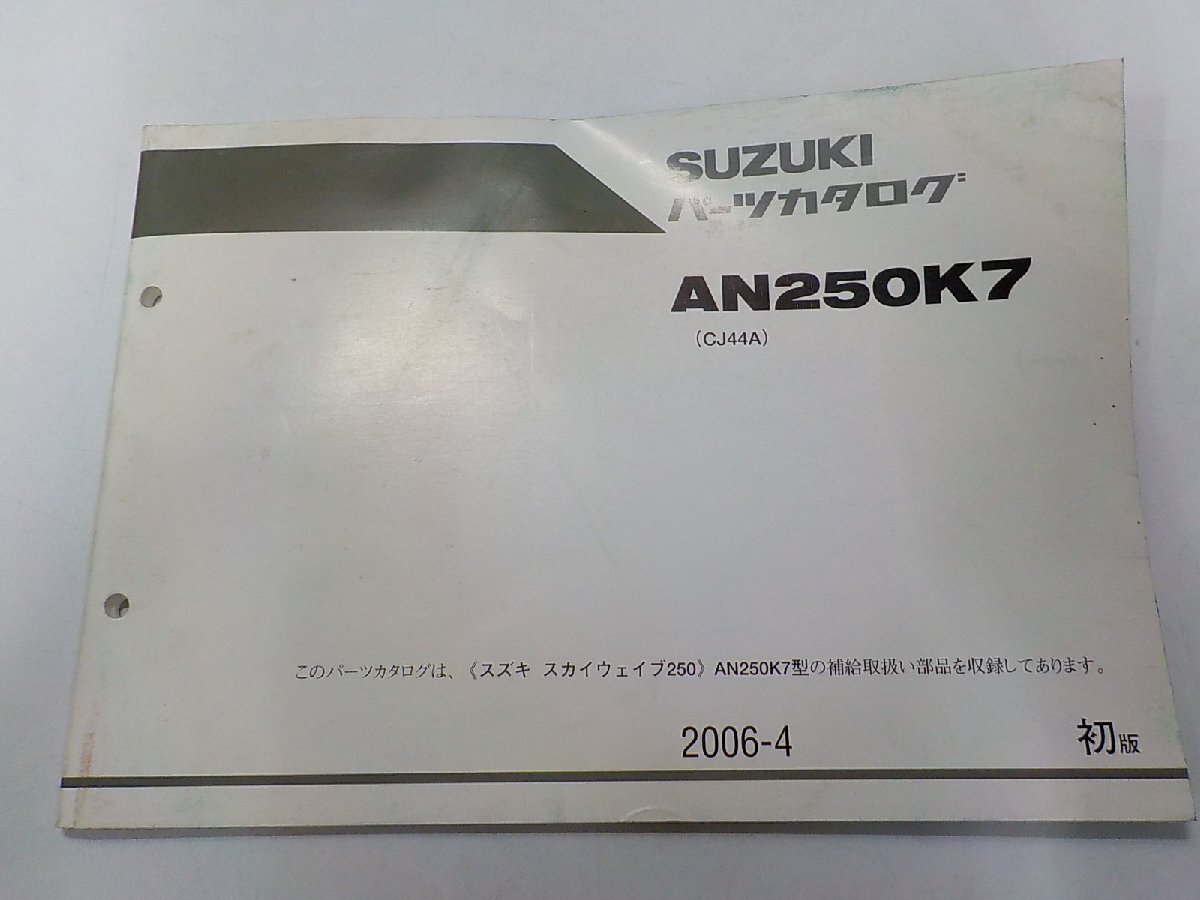 SUZUKI
パーツカタログ
AN250K7
(CJ44A)
このパーツカタログは、《スズキ スカイウェイブ250》AN250K7型の補給取扱い部品を収録してあります。
2006-4
初版